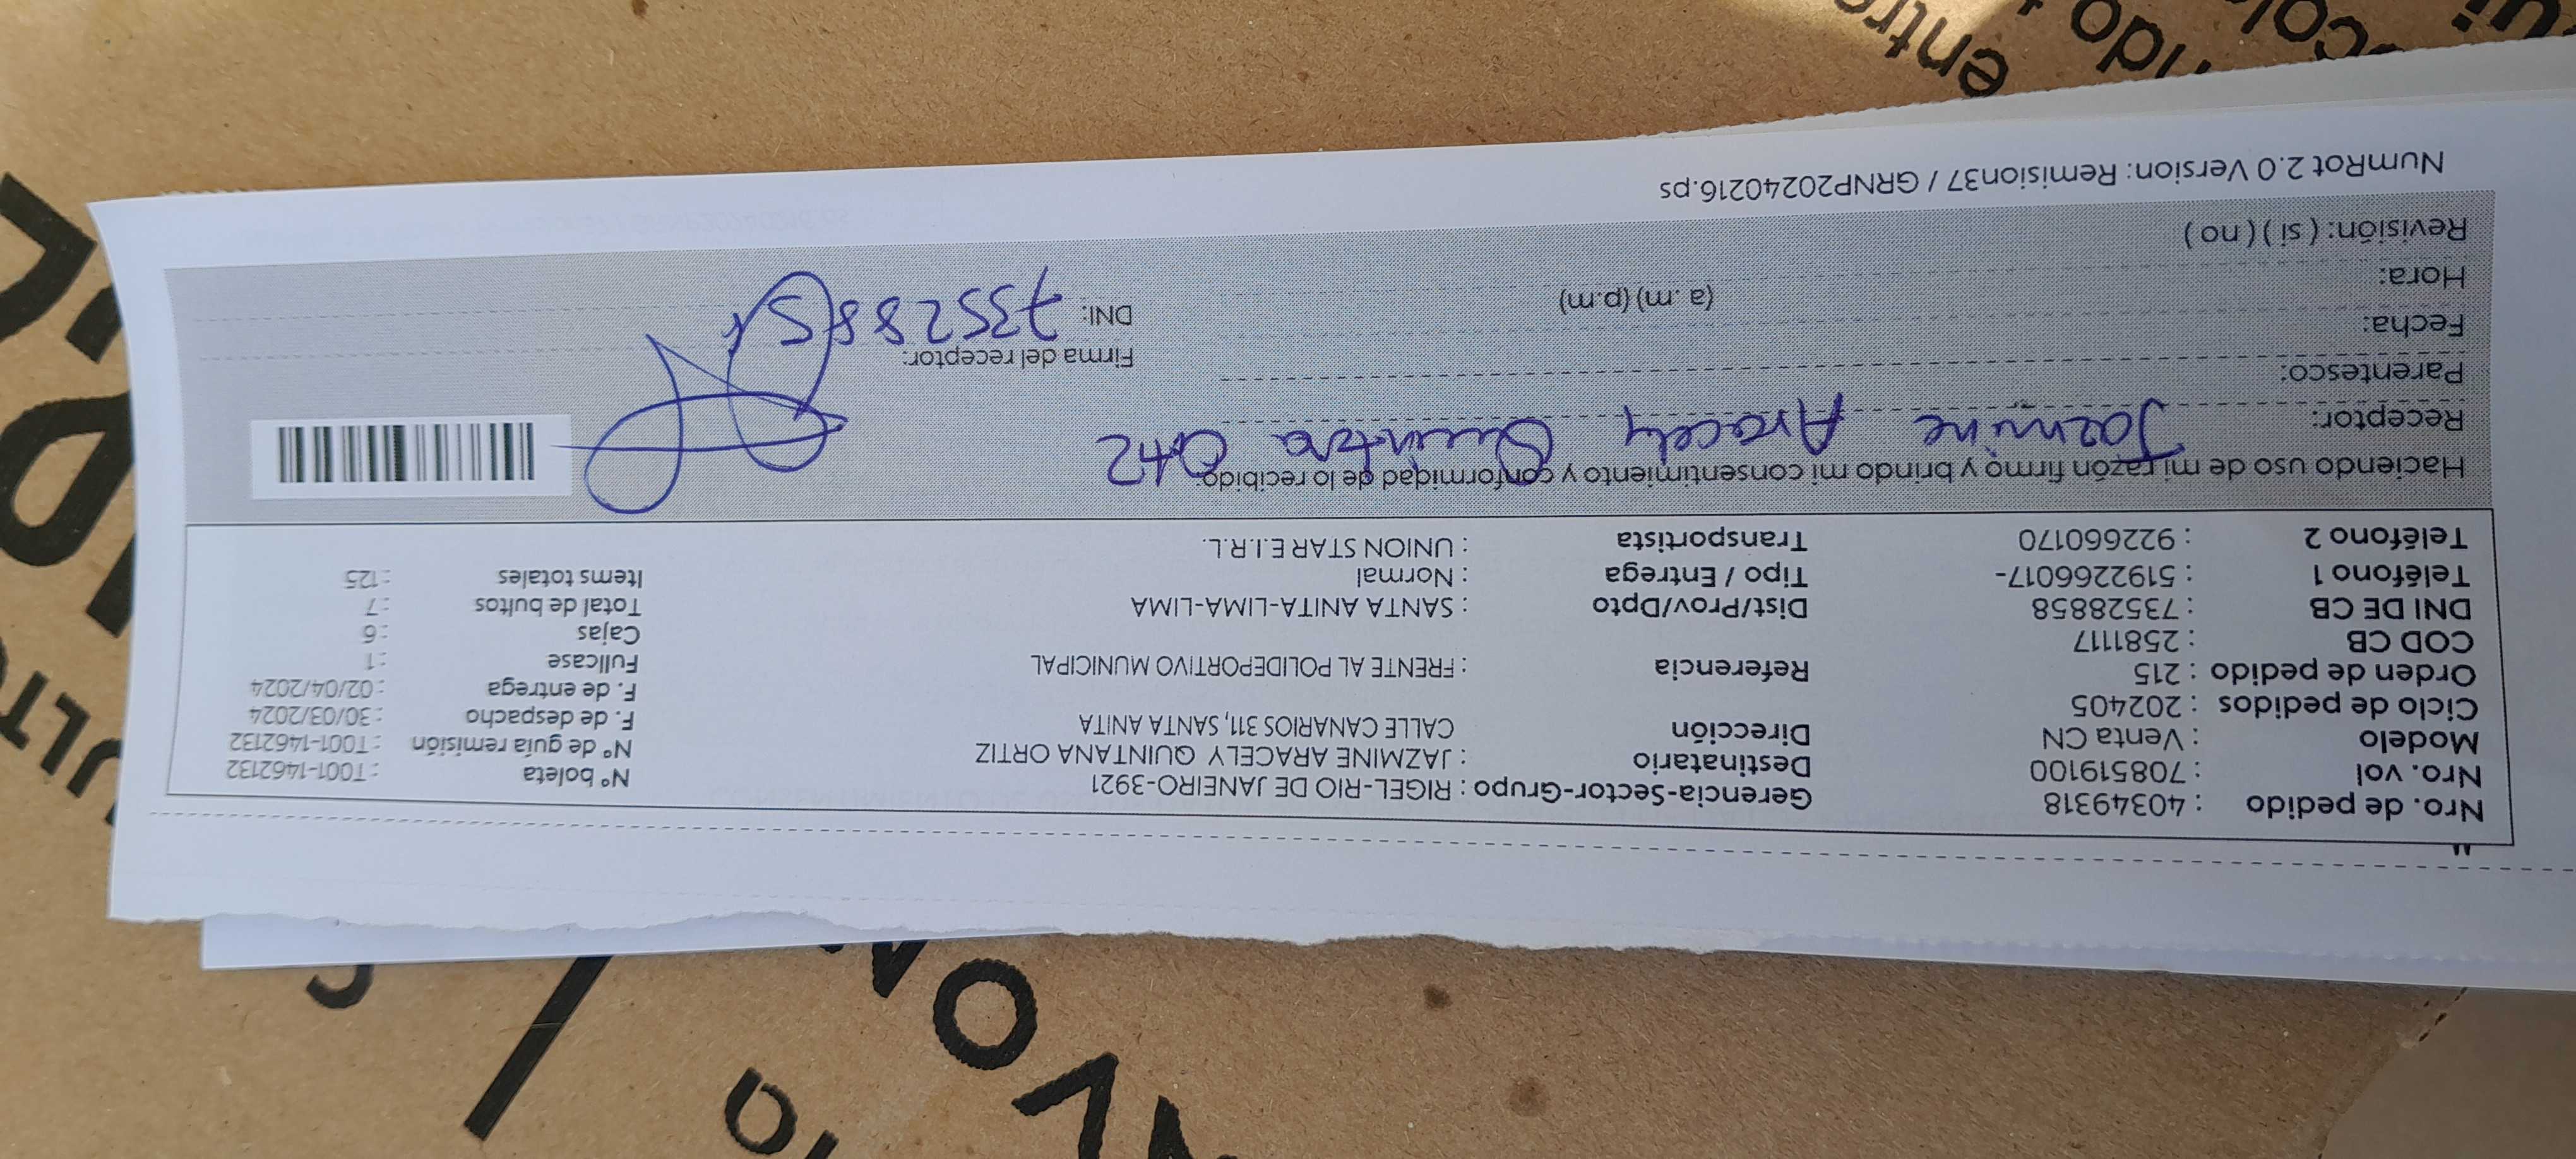 Nro. de pedido : 40349318 Gerencia-Sector-Grupo : RIGEL-RIO DE JANEIRO-3921 N° boleta : T001-1462132
Nro. vol : 708519100 Destinatario : JAZMINE ARACELY QUINTANA ORTIZ N° de guía remisión : T001-1462132
Modelo : Venta CN Dirección CALLE CANARIOS 311, SANTA ANITA F. de despacho : 30/03/2024
Ciclo de pedidos : 202405 F. de entrega : 02/04/2024
Orden de pedido : 215 Referencia : FRENTE AL POLIDEPORTIVO MUNICIPAL Fullcase : 1
COD CB : 2581117 Cajas : 6
DNI DE CB : 73528858 Dist/Prov/Dpto : SANTA ANITA-LIMA-LIMA Total de bultos : 7
Teléfono 1 : 5192266017- Tipo / Entrega : Normal Items totales : 125
Teléfono 2 : 922660170 Transportista : UNION STAR E.I.R.L.
Haciendo uso de mi razón firmo y brindo mi consentimiento y conformidad de lo recibido
Receptor: Jazmine Aracely
Parentesco:
Firma del receptor:
Fecha:
DNI: 73528858
Hora: (a .m) (p.m)
Revisión: ( si ) ( no )
NumRot 2.0 Version: Remision37 / GRNP20240216.ps